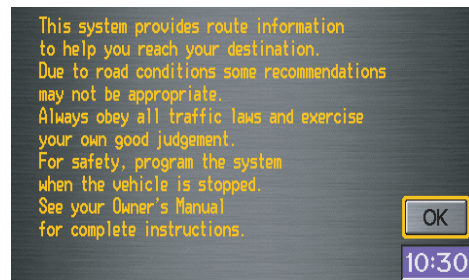 This system provides route information
to help you reach your destination.
Due to road conditions some recommendations
may not be appropriate.
Always obey all traffic laws and exercise
your own good judgement.
For safety, program the system
when the vehicle is stopped.
See your Owner's Manual
for complete instructions.
OK
10:30